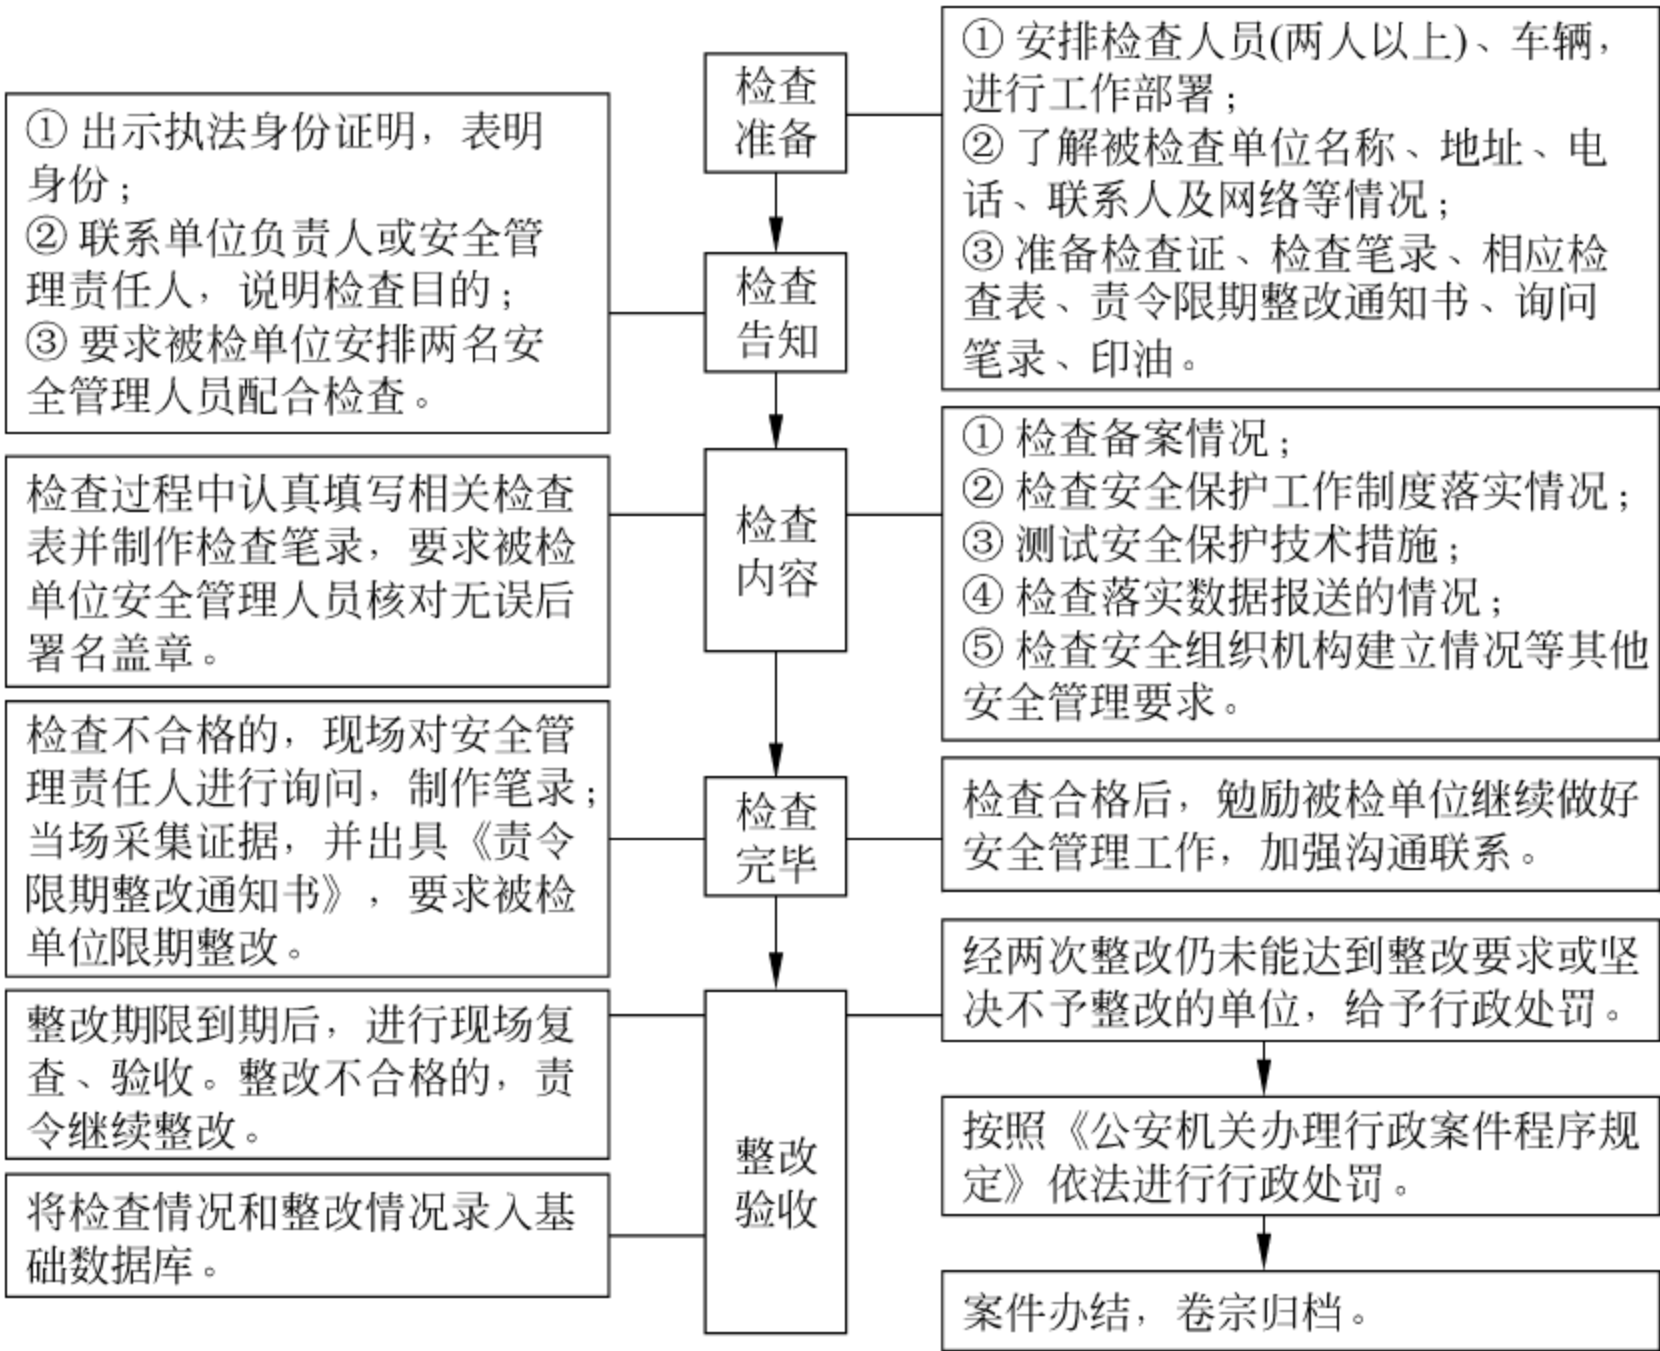 检查
准备
① 安排检查人员(两人以上)、车辆，
进行工作部署；
② 了解被检查单位名称、地址、电
话、联系人及网络等情况；
③ 准备检查证、检查笔录、相应检
查表、责令限期整改通知书、询问
笔录、印油。
① 出示执法身份证明，表明
身份；
② 联系单位负责人或安全管
理责任人，说明检查目的；
③ 要求被检单位安排两名安
全管理人员配合检查。
检查
告知
检查过程中认真填写相关检查
表并制作检查笔录，要求被检
单位安全管理人员核对无误后
署名盖章。
检查
内容
① 检查备案情况；
② 检查安全保护工作制度落实情况；
③ 测试安全保护技术措施；
④ 检查落实数据报送的情况；
⑤ 检查安全组织机构建立情况等其他
安全管理要求。
检查不合格的，现场对安全管
理责任人进行询问，制作笔录；
当场采集证据，并出具《责令
限期整改通知书》，要求被检
单位限期整改。
检查
完毕
检查合格后，勉励被检单位继续做好
安全管理工作，加强沟通联系。
整改期限到期后，进行现场复
查、验收。整改不合格的，责
令继续整改。
将检查情况和整改情况录入基
础数据库。
整改
验收
经两次整改仍未能达到整改要求或坚
决不予整改的单位，给予行政处罚。
按照《公安机关办理行政案件程序规
定》依法进行行政处罚。
案件办结，卷宗归档。